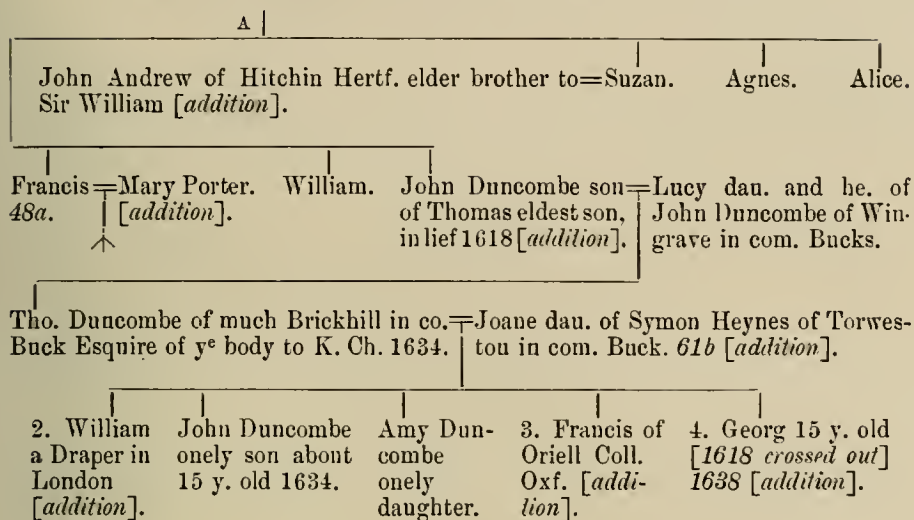 A
John Andrew of Hitchin Hertf. elder brother to=Suzan. Agnes. Alice.
Sir William [addition].
Francis=Mary Porter. William. John Duncombe son=Lucy dau. and he. of
48a. [addition]. of Thomas eldest son, John Duncombe of Win-
in lief 1618 [addition]. grave in com. Bucks.
Tho. Duncombe of much Brickhill in co.=Joane dau. of Symon Heynes of Torwes-
Buck Esquire of yᵉ body to K. Ch. 1634. ton in com. Buck. 61b [addition].
2. William John Duncombe Amy Dun- 3. Francis of 4. Georg 15 y. old
a Draper in onely son about combe Oriell Coll. [1618 crossed out]
London 15 y. old 1634. onely Oxf. [addi- 1638 [addition].
[addition]. daughter. tion].